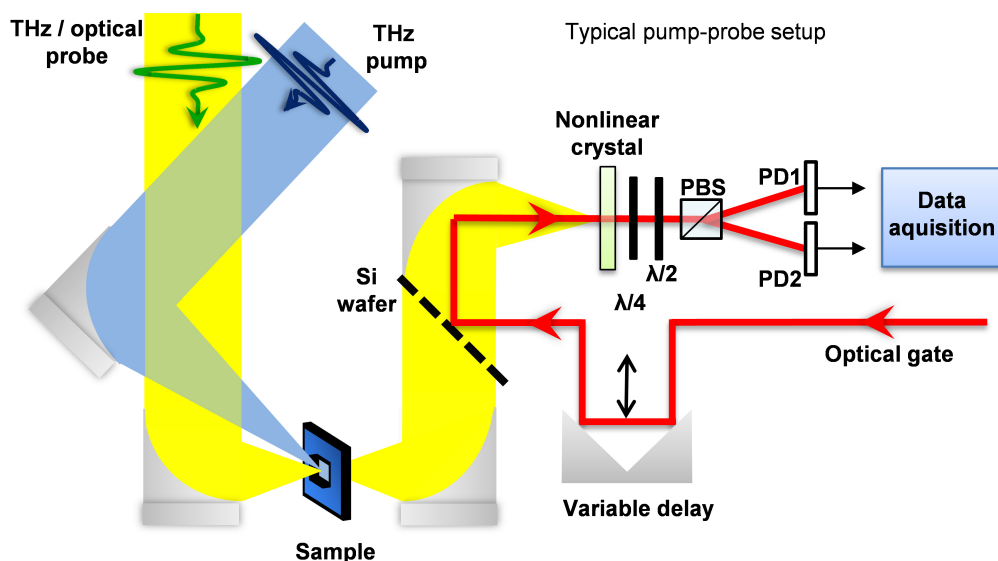 THz / optical
probe
THz
pump
Typical pump-probe setup
Nonlinear
crystal
PBS
PD1
Data
aquisition
PD2
λ/2
λ/4
Si
wafer
Optical gate
Variable delay
Sample